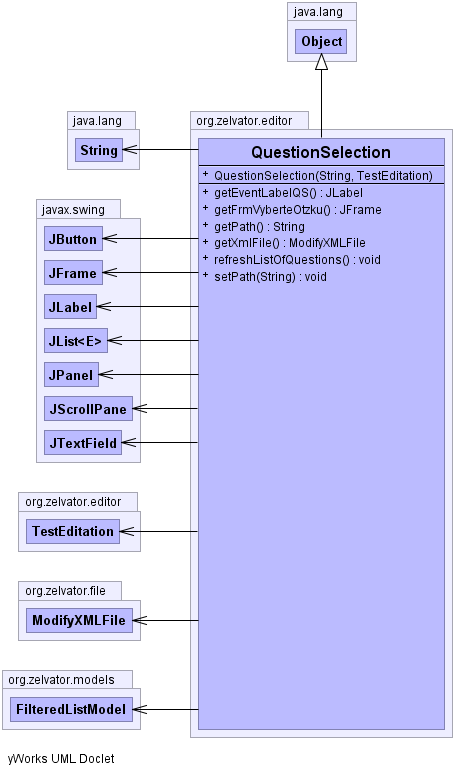 java.lang
Object
java.lang
String
org.zelvator.editor
QuestionSelection
+ QuestionSelection(String, TestEditation)
+ getEventLabelQS() : JLabel
+ getFrmVyberteOtzku() : JFrame
+ getPath() : String
+ getXmlFile() : ModifyXMLFile
+ refreshListOfQuestions() : void
+ setPath(String) : void
javax.swing
JButton
JFrame
JLabel
JList<E>
JPanel
JScrollPane
JTextField
org.zelvator.editor
TestEditation
org.zelvator.file
ModifyXMLFile
org.zelvator.models
FilteredListModel
yWorks UML Doclet